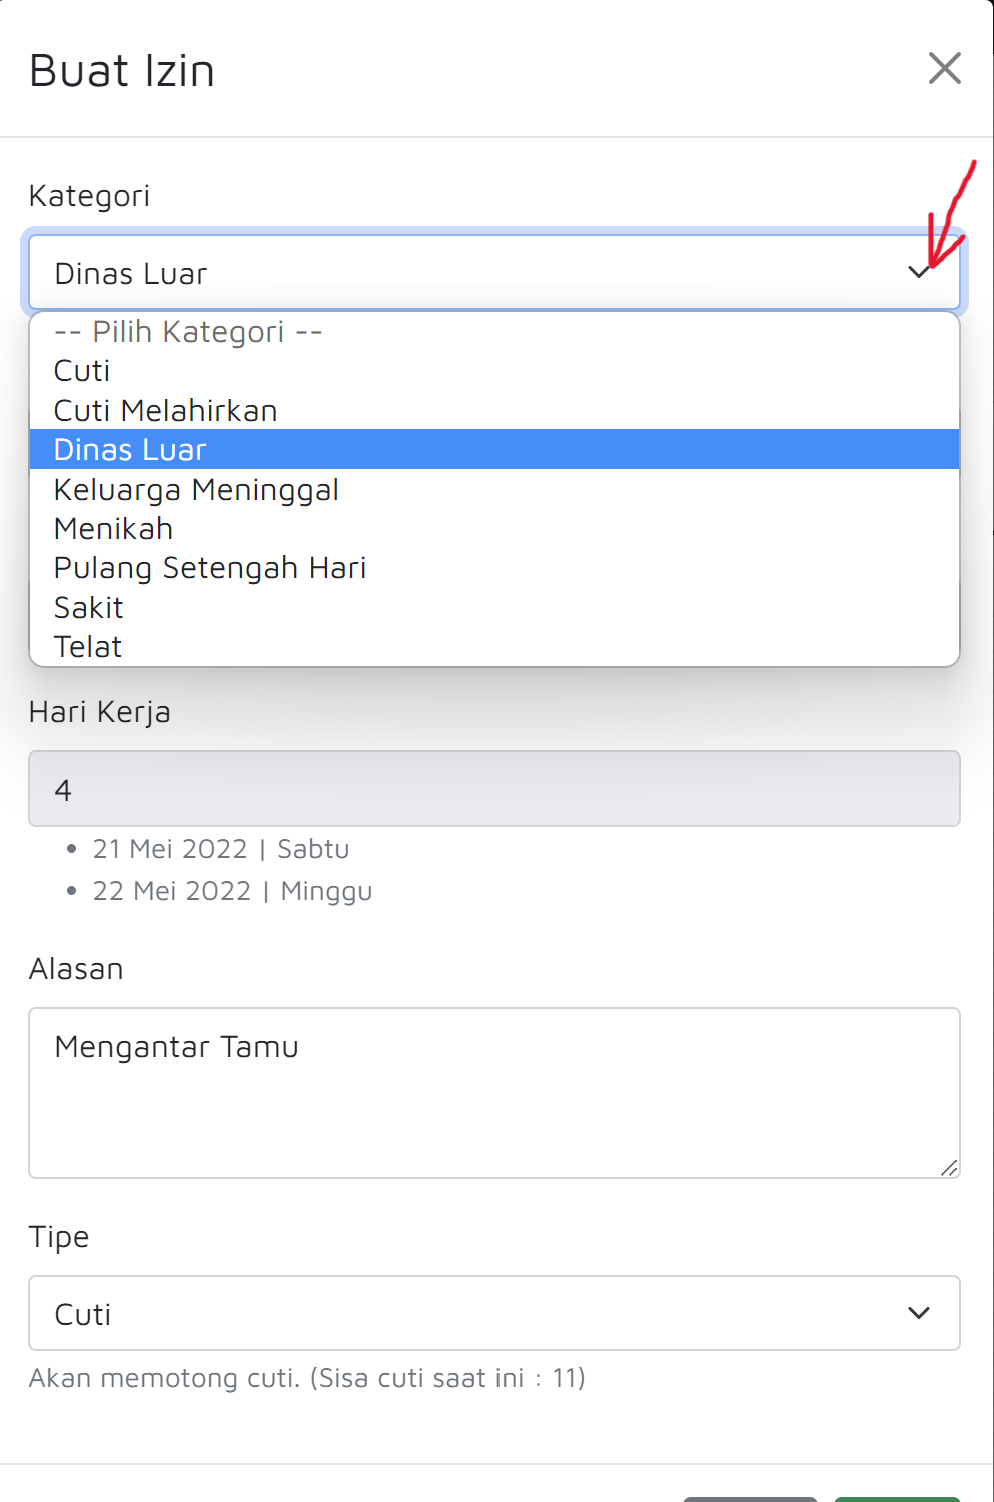 Buat Izin
Kategori
Dinas Luar
-- Pilih Kategori --
Cuti
Cuti Melahirkan
Dinas Luar
Keluarga Meninggal
Menikah
Pulang Setengah Hari
Sakit
Telat
Hari Kerja
4
21 Mei 2022 | Sabtu
22 Mei 2022 | Minggu
Alasan
Mengantar Tamu
Tipe
Cuti
Akan memotong cuti. (Sisa cuti saat ini : 11)